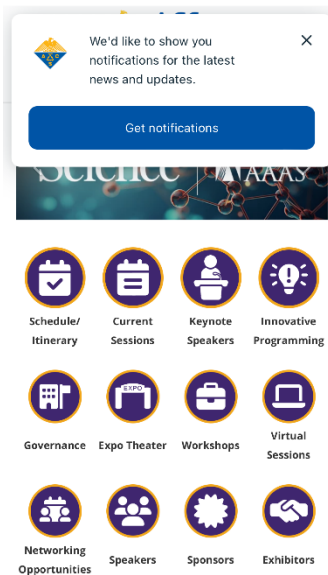 We'd like to show you
notifications for the latest
news and updates.
Get notifications
Science
AAAS
Schedule/
Itinerary
Current
Sessions
Keynote
Speakers
Innovative
Programming
Governance
EXPO
Expo Theater
Workshops
Virtual
Sessions
Networking
Opportunities
Speakers
Sponsors
Exhibitors